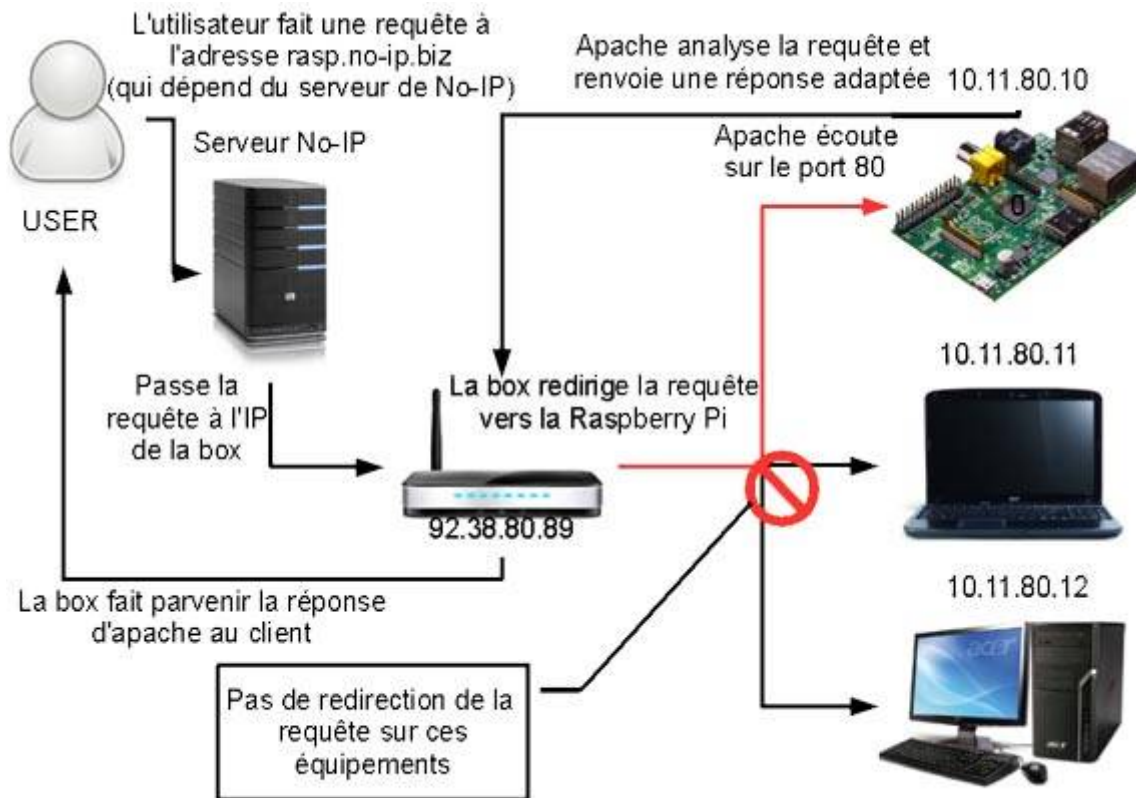 L'utilisateur fait une requête à
l'adresse rasp.no-ip.biz
(qui dépend du serveur de No-IP)
Apache analyse la requête et
renvoie une réponse adaptée
10.11.80.10
Serveur No-IP
Apache écoute
sur le port 80
USER
0
10.11.80.11
Passe la
requête à l'IP
de la box
La box redirige la requête
vers la Raspberry Pi
92.38.80.89
10.11.80.12
La box fait parvenir la réponse
d'apache au client
acer
Pas de redirection de la
requête sur ces
équipements